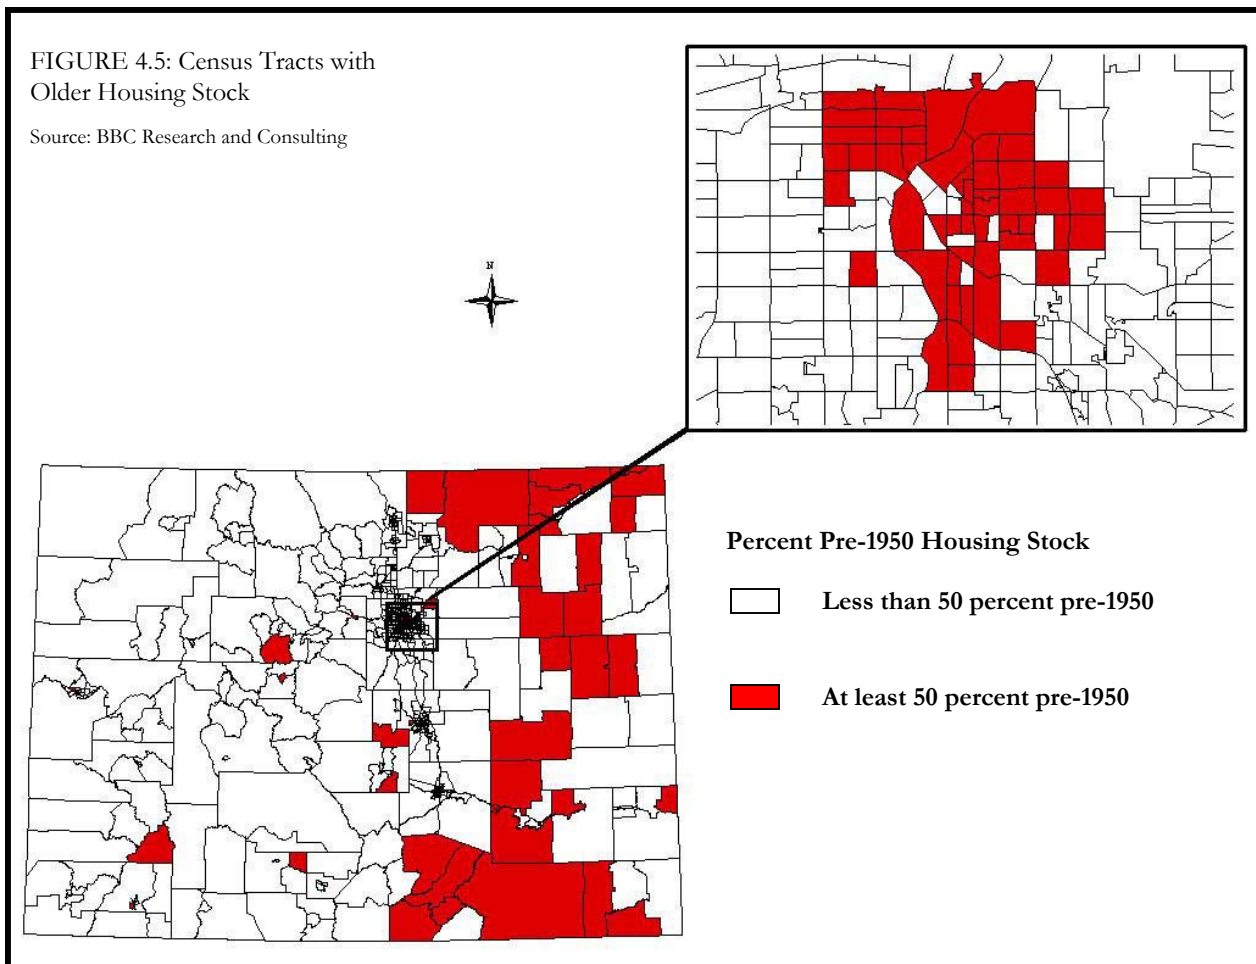 FIGURE 4.5: Census Tracts with
Older Housing Stock
Source: BBC Research and Consulting
N
Percent Pre-1950 Housing Stock
Less than 50 percent pre-1950
At least 50 percent pre-1950